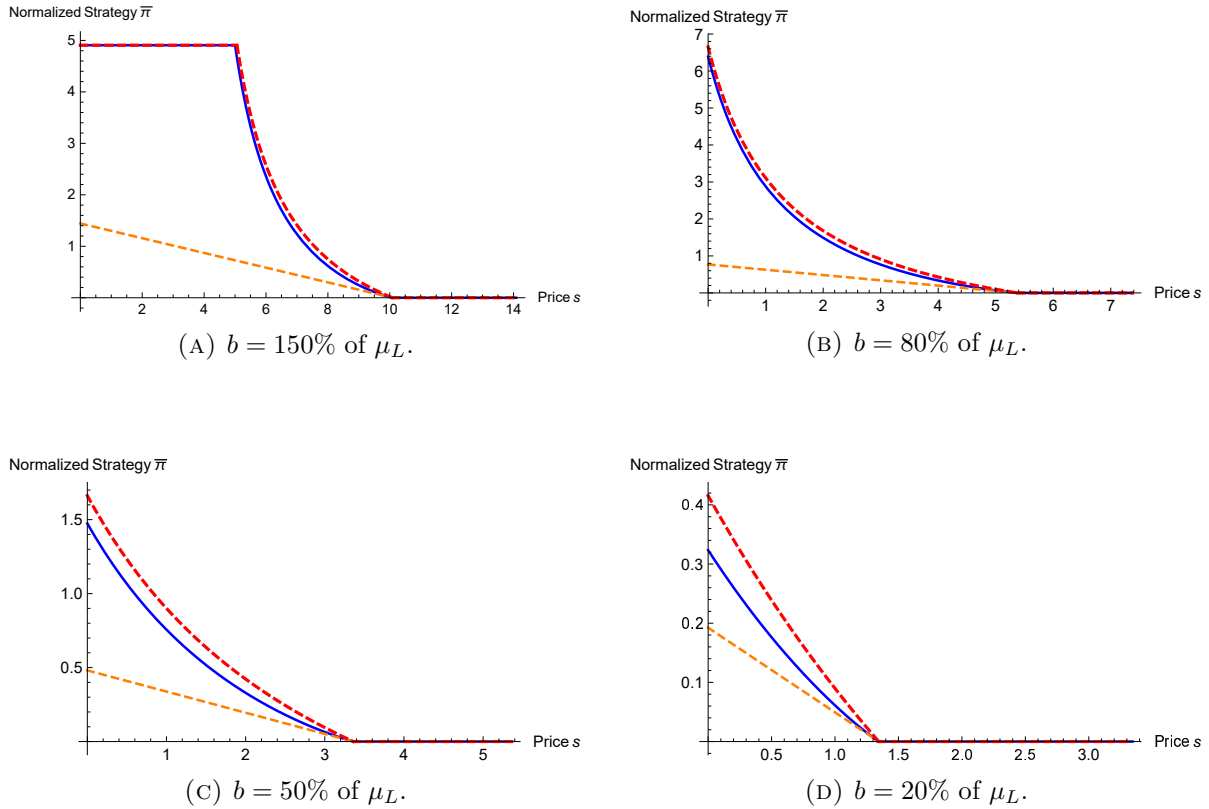 Normalized Strategy π̅
5
4
3
2
1
2 4 6 8 10 12 14 Price s
(A) b = 150% of μ_L.
Normalized Strategy π̅
7
6
5
4
3
2
1
1 2 3 4 5 6 7 Price s
(B) b = 80% of μ_L.
Normalized Strategy π̅
1.5
1.0
0.5
1 2 3 4 5 Price s
(C) b = 50% of μ_L.
Normalized Strategy π̅
0.4
0.3
0.2
0.1
0.5 1.0 1.5 2.0 2.5 3.0 Price s
(D) b = 20% of μ_L.